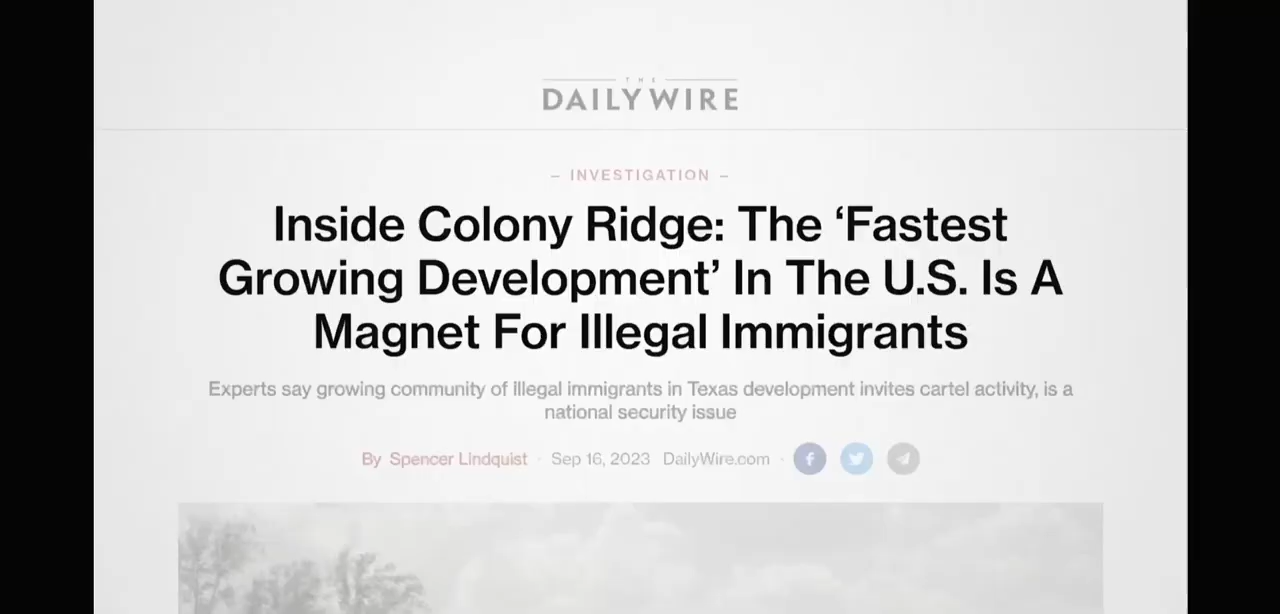 THE
DAILYWIRE
– INVESTIGATION –
Inside Colony Ridge: The ‘Fastest
Growing Development’ In The U.S. Is A
Magnet For Illegal Immigrants
Experts say growing community of illegal immigrants in Texas development invites cartel activity, is a
national security issue
By Spencer Lindquist · Sep 16, 2023 DailyWire.com ·